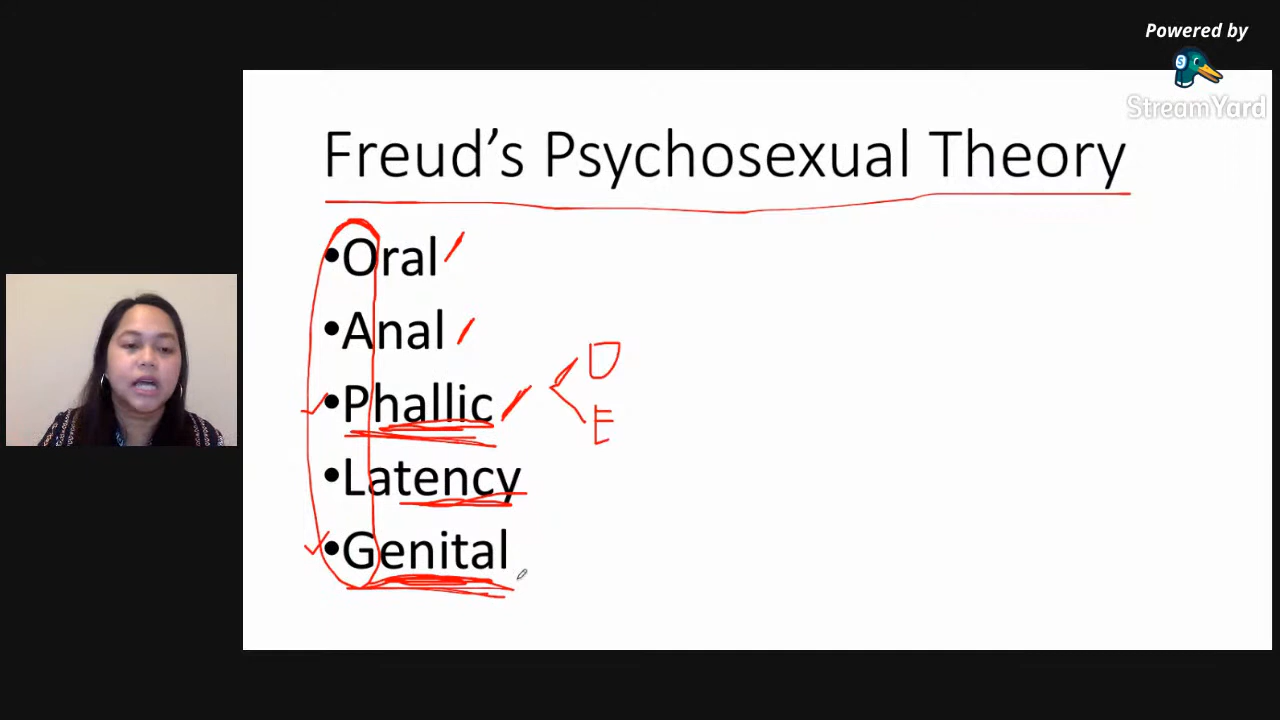 Powered by
StreamYard
Freud's Psychosexual Theory
•Oral
•Anal
•Phallic
•Latency
•Genital
E